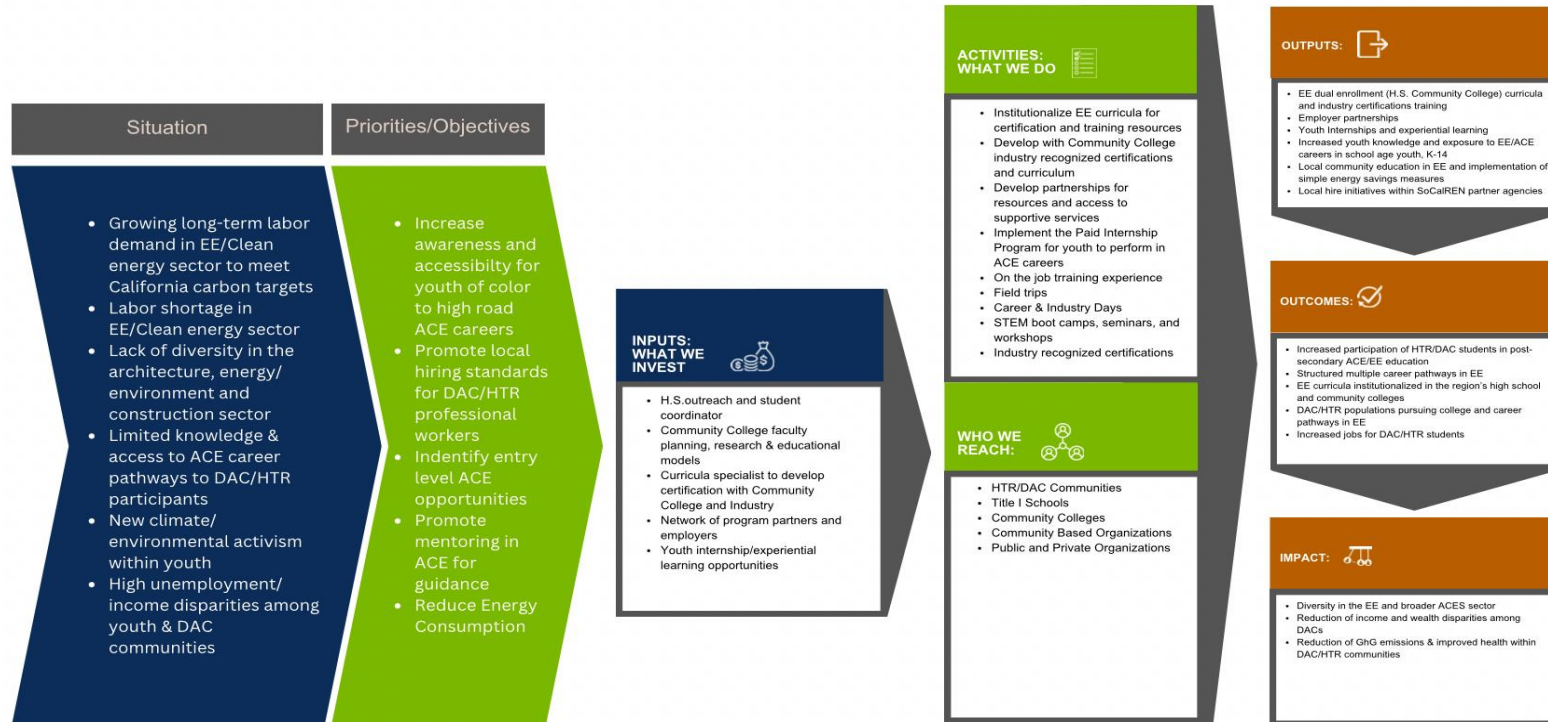 Situation
• Growing long-term labor
demand in EE/Clean
energy sector to meet
California carbon targets
• Labor shortage in
EE/Clean energy sector
• Lack of diversity in the
architecture, energy/
environment and
construction sector
• Limited knowledge &
access to ACE career
pathways to DAC/HTR
participants
• New climate/
environmental activism
within youth
• High unemployment/
income disparities among
youth & DAC
communities
Priorities/Objectives
• Increase
awareness and
accessibilty for
youth of color
to high road
ACE careers
• Promote local
hiring standards
for DAC/HTR
professional
workers
• Indentify entry
level ACE
opportunities
• Promote
mentoring in
ACE for
guidance
• Reduce Energy
Consumption
INPUTS:
WHAT WE
INVEST
• H.S.outreach and student
coordinator
• Community College faculty
planning, research & educational
models
• Curricula specialist to develop
certification with Community
College and Industry
• Network of program partners and
employers
• Youth internship/experiential
learning opportunities
ACTIVITIES:
WHAT WE DO
• Institutionalize EE curricula for
certification and training resources
• Develop with Community College
industry recognized certifications
and curriculum
• Develop partnerships for
resources and access to
supportive services
• Implement the Paid Internship
Program for youth to perform in
ACE careers
• On the job trraining experience
• Field trips
• Career & Industry Days
• STEM boot camps, seminars, and
workshops
• Industry recognized certifications
WHO WE
REACH:
• HTR/DAC Communities
• Title I Schools
• Community Colleges
• Community Based Organizations
• Public and Private Organizations
OUTPUTS:
• EE dual enrollment (H.S. Community College) curricula
and industry certifications training
• Employer partnerships
• Youth Internships and experiential learning
• Increased youth knowledge and exposure to EE/ACE
careers in school age youth, K-14
• Local community education in EE and implementation of
simple energy savings measures
• Local hire initiatives within SoCalREN partner agencies
OUTCOMES:
• Increased participation of HTR/DAC students in post-
secondary ACE/EE education
• Structured multiple career pathways in EE
• EE curricula institutionalized in the region's high school
and community colleges
• DAC/HTR populations pursuing college and career
pathways in EE
• Increased jobs for DAC/HTR students
IMPACT:
• Diversity in the EE and broader ACES sector
• Reduction of income and wealth disparities among
DACs
• Reduction of GhG emissions & improved health within
DAC/HTR communities